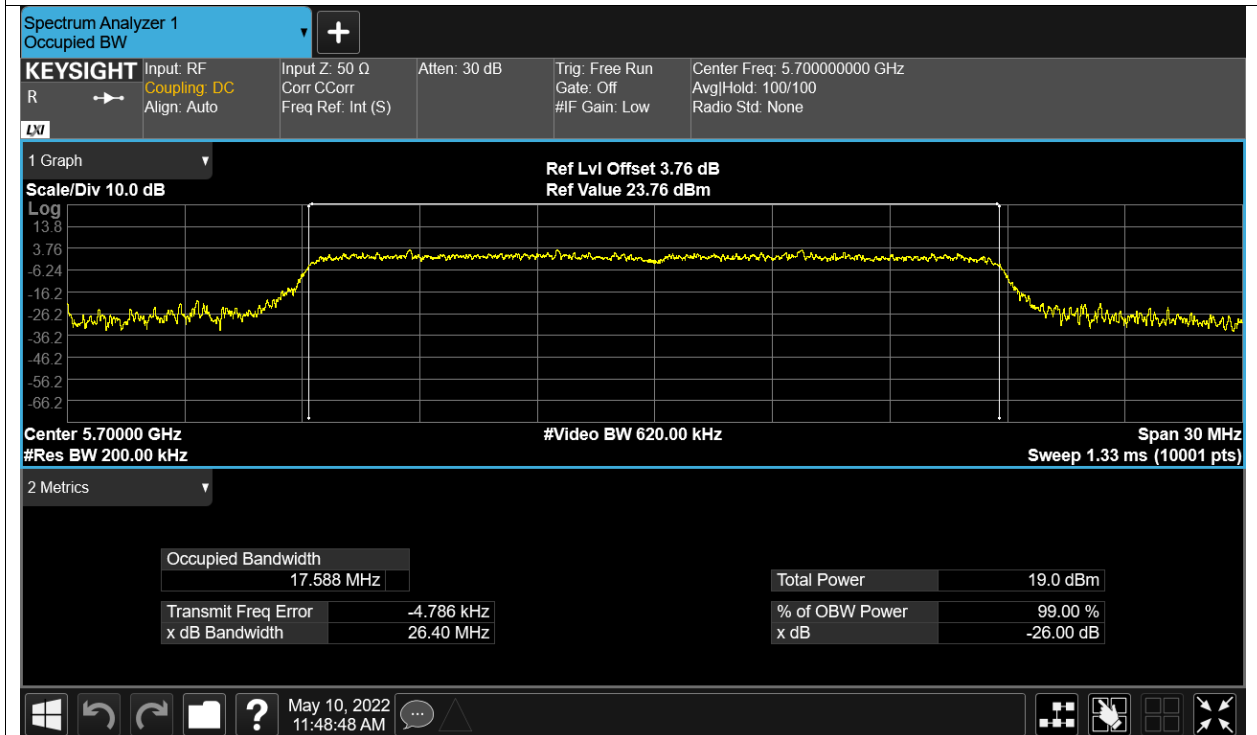 Spectrum Analyzer 1
Occupied BW
KEYSIGHT
R
LXI
Input: RF
Coupling: DC
Align: Auto
Input Z: 50 Ω
Corr CCorr
Freq Ref: Int (S)
Atten: 30 dB
Trig: Free Run
Gate: Off
#IF Gain: Low
Center Freq: 5.700000000 GHz
Avg|Hold: 100/100
Radio Std: None
1 Graph
Scale/Div 10.0 dB
Ref Lvl Offset 3.76 dB
Ref Value 23.76 dBm
Log
13.8
3.76
-6.24
-16.2
-26.2
-36.2
-46.2
-56.2
-66.2
Center 5.70000 GHz
#Res BW 200.00 kHz
#Video BW 620.00 kHz
Span 30 MHz
Sweep 1.33 ms (10001 pts)
2 Metrics
Occupied Bandwidth
17.588 MHz
Transmit Freq Error -4.786 kHz
x dB Bandwidth 26.40 MHz
Total Power 19.0 dBm
% of OBW Power 99.00 %
x dB -26.00 dB
?
May 10, 2022
11:48:48 AM